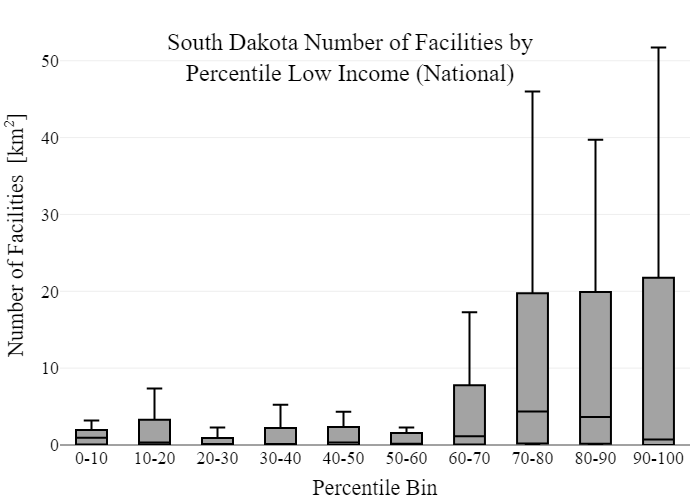 South Dakota Number of Facilities by
Percentile Low Income (National)
Number of Facilities [km²]
50
40
30
20
10
0
0-10 10-20 20-30 30-40 40-50 50-60 60-70 70-80 80-90 90-100
Percentile Bin